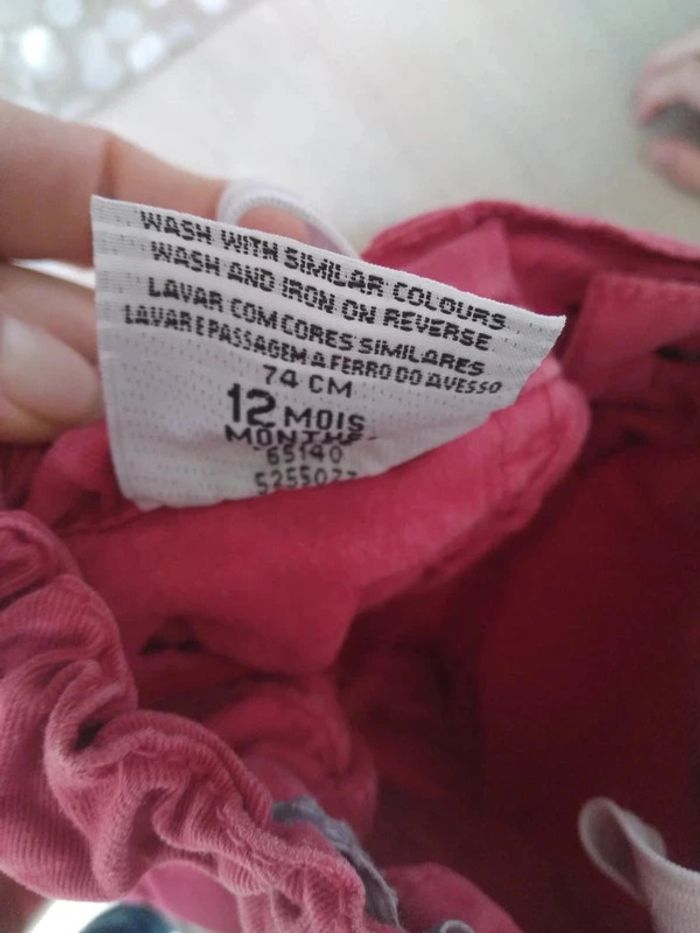 WASH WITH SIMILAR COLOURS
WASH AND IRON ON REVERSE
LAVAR COM CORES SIMILARES
LAVAR E PASSAGEM A FERRO DO AVESSO
74 CM
12 MOIS
MONTHS
65140